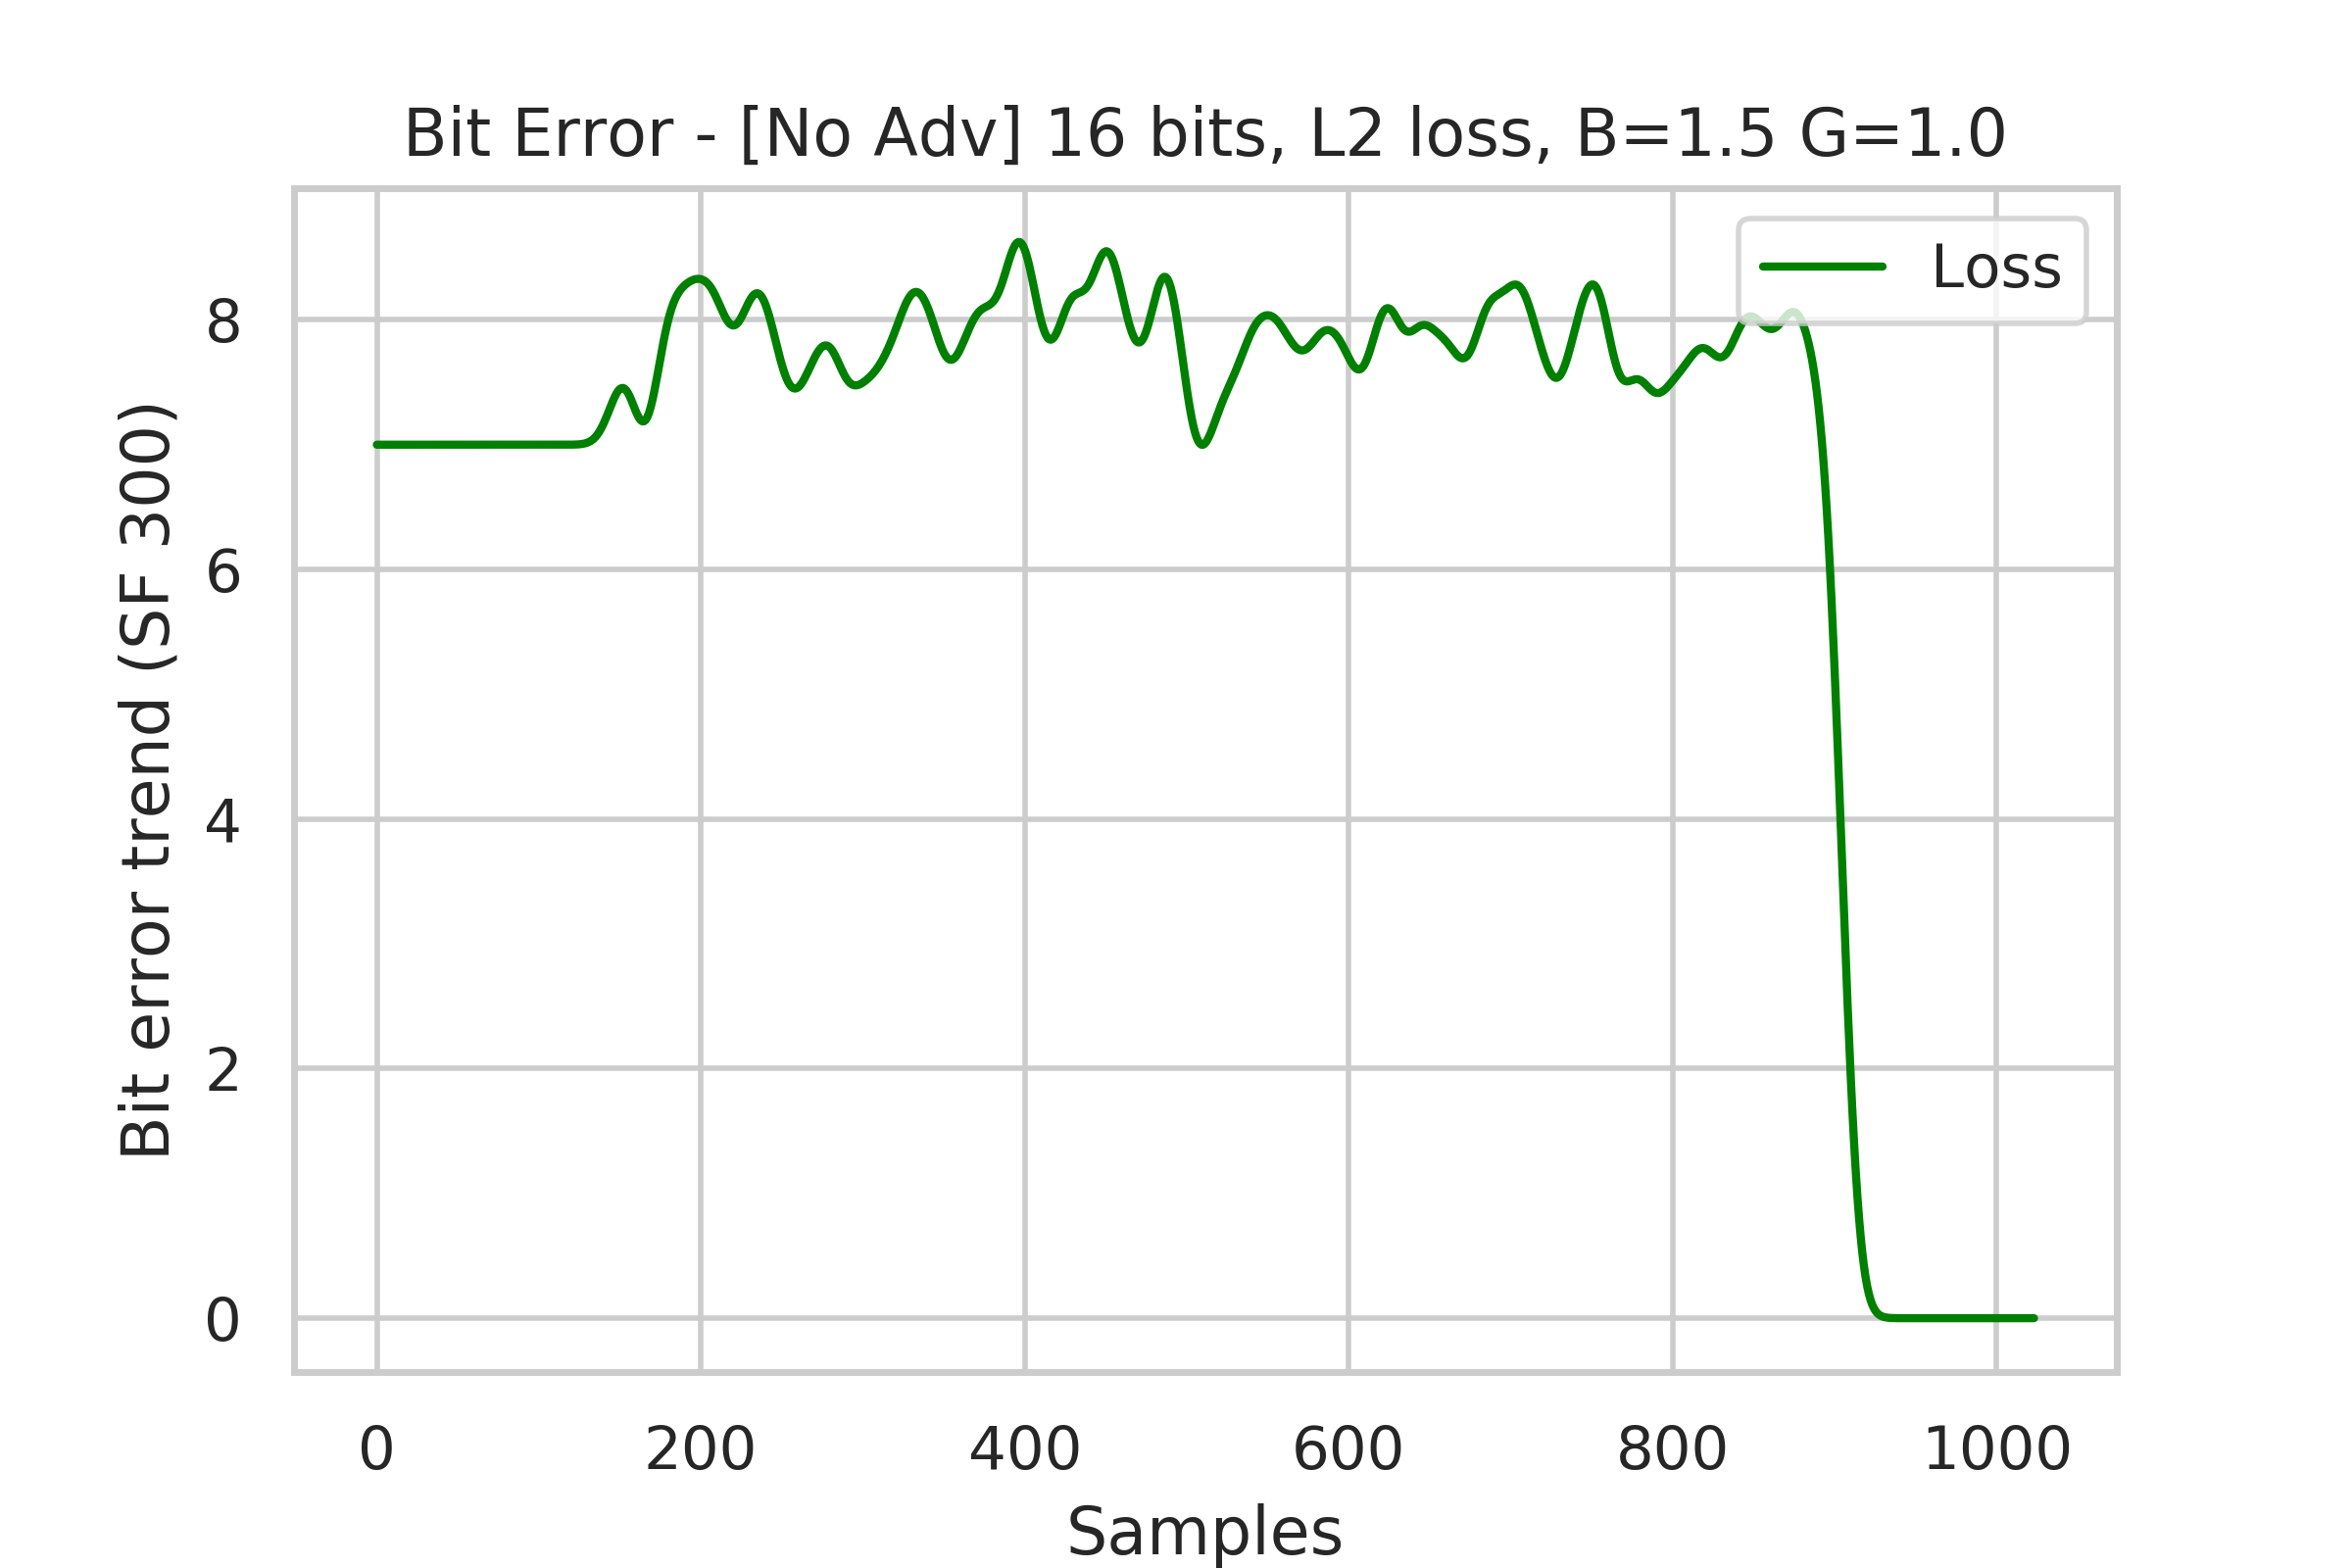 Bit Error - [No Adv] 16 bits, L2 loss, B=1.5 G=1.0
Loss
Bit error trend (SF 300)
8
6
4
2
0
0 200 400 600 800 1000
Samples